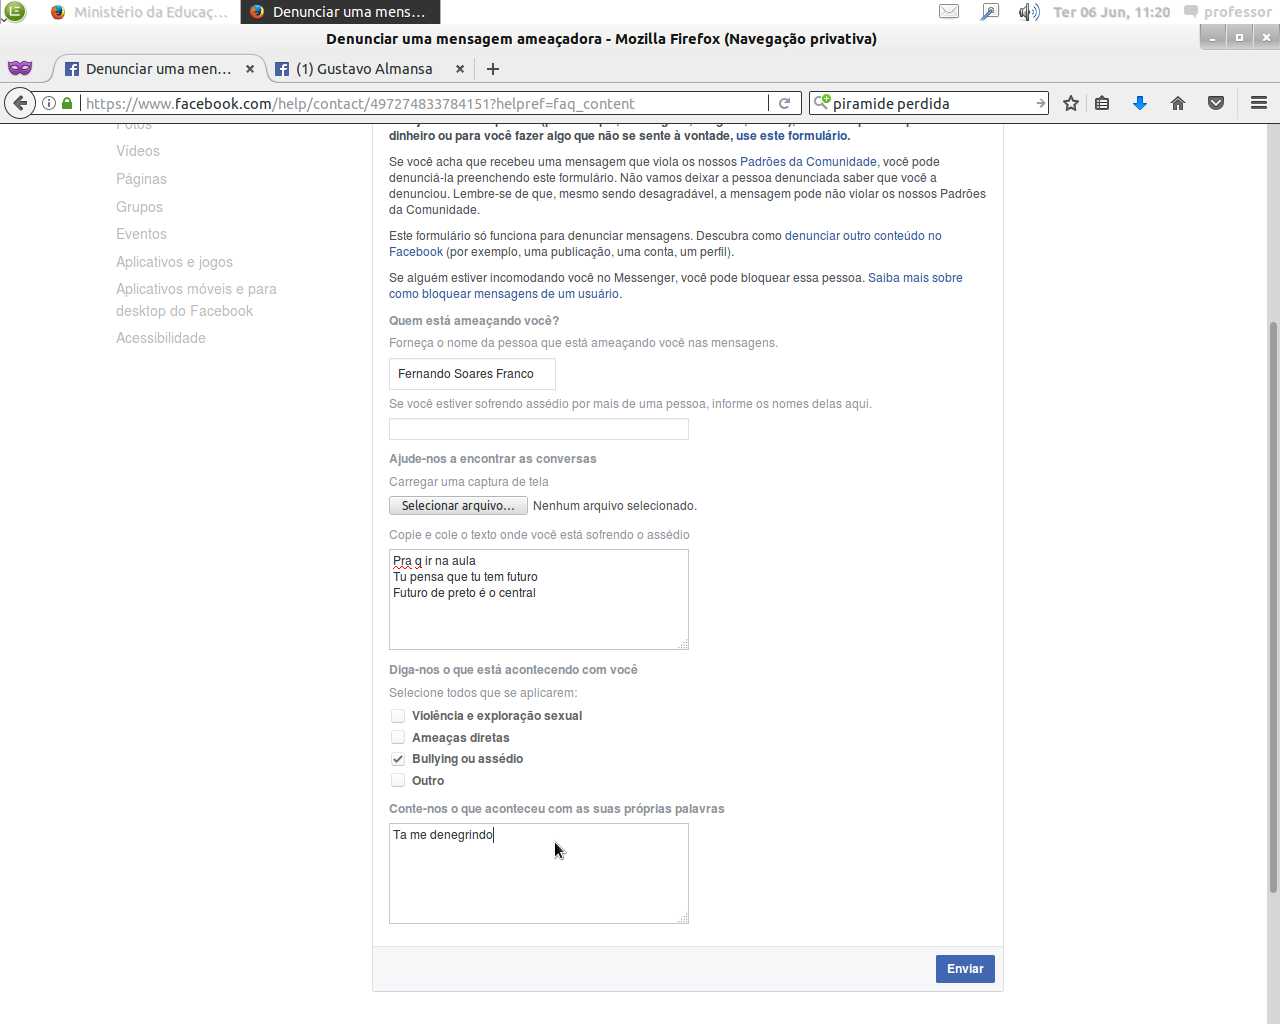 Ministério da Educaç...
Denunciar uma mens...
Ter 06 Jun, 11:20
professor
Denunciar uma mensagem ameaçadora - Mozilla Firefox (Navegação privativa)
Denunciar uma men...
(1) Gustavo Almansa
https://www.facebook.com/help/contact/497274833784151?helpref=faq_content
piramide perdida
Fotos
Vídeos
Páginas
Grupos
Eventos
Aplicativos e jogos
Aplicativos móveis e para
desktop do Facebook
Acessibilidade
dinheiro ou para você fazer algo que não se sente à vontade, use este formulário.
Se você acha que recebeu uma mensagem que viola os nossos Padrões da Comunidade, você pode
denunciá-la preenchendo este formulário. Não vamos deixar a pessoa denunciada saber que você a
denunciou. Lembre-se de que, mesmo sendo desagradável, a mensagem pode não violar os nossos Padrões
da Comunidade.
Este formulário só funciona para denunciar mensagens. Descubra como denunciar outro conteúdo no
Facebook (por exemplo, uma publicação, uma conta, um perfil).
Se alguém estiver incomodando você no Messenger, você pode bloquear essa pessoa. Saiba mais sobre
como bloquear mensagens de um usuário.
Quem está ameaçando você?
Forneça o nome da pessoa que está ameaçando você nas mensagens.
Fernando Soares Franco
Se você estiver sofrendo assédio por mais de uma pessoa, informe os nomes delas aqui.
Ajude-nos a encontrar as conversas
Carregar uma captura de tela
Selecionar arquivo... Nenhum arquivo selecionado.
Copie e cole o texto onde você está sofrendo o assédio
Pra q ir na aula
Tu pensa que tu tem futuro
Futuro de preto é o central
Diga-nos o que está acontecendo com você
Selecione todos que se aplicarem:
Violência e exploração sexual
Ameaças diretas
Bullying ou assédio
Outro
Conte-nos o que aconteceu com as suas próprias palavras
Ta me denegrindo
Enviar